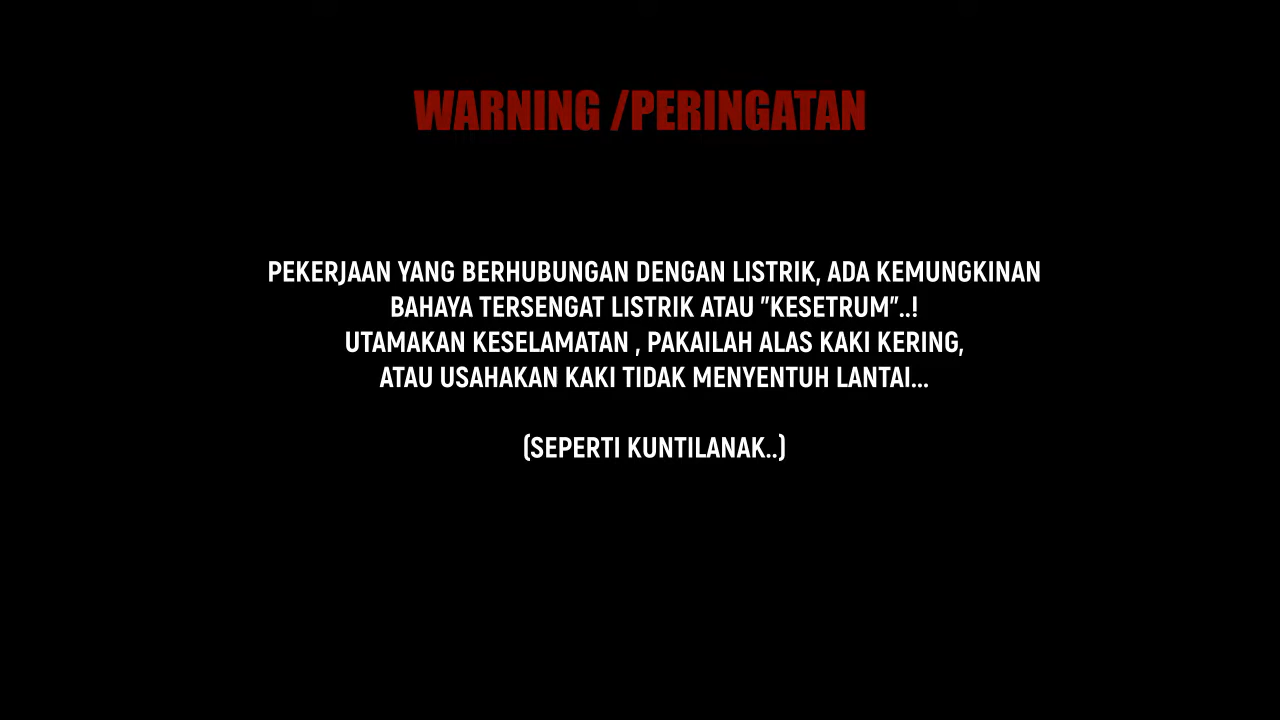 WARNING /PERINGATAN
PEKERJAAN YANG BERHUBUNGAN DENGAN LISTRIK, ADA KEMUNGKINAN
BAHAYA TERSENGAT LISTRIK ATAU "KESETRUM"..!
UTAMAKAN KESELAMATAN , PAKAILAH ALAS KAKI KERING,
ATAU USAHAKAN KAKI TIDAK MENYENTUH LANTAI...
(SEPERTI KUNTILANAK..)